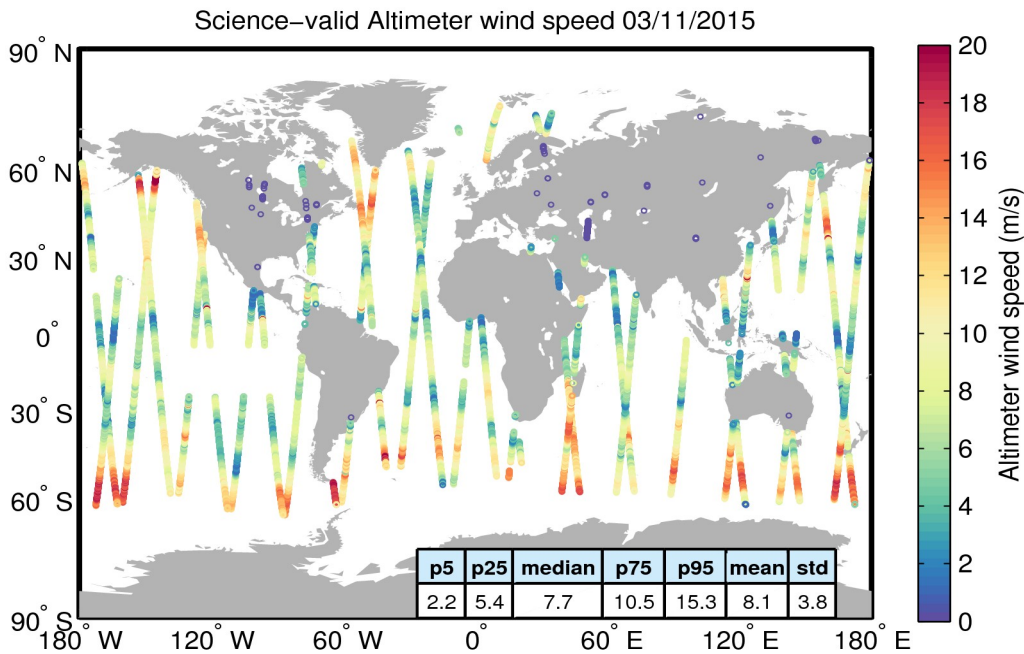 Science−valid Altimeter wind speed 03/11/2015
90° N
60° N
30° N
0°
30° S
60° S
90° S
180° W
120° W
60° W
0°
60° E
120° E
180° E
p5 p25 median p75 p95 mean std
2.2 5.4 7.7 10.5 15.3 8.1 3.8
20
18
16
14
12
10
8
6
4
2
0
Altimeter wind speed (m/s)